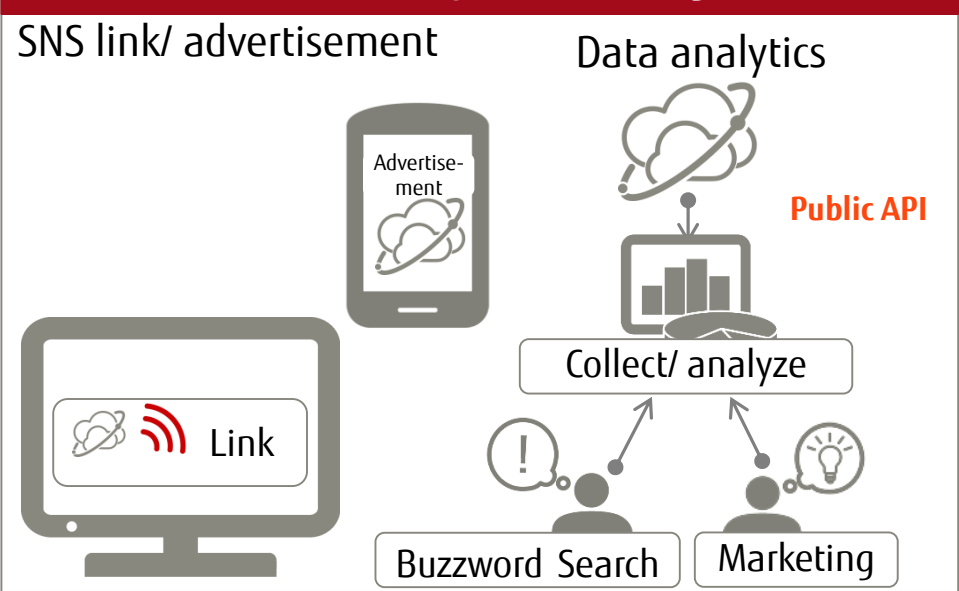 SNS link/ advertisement
Data analytics
Advertise-
ment
Public API
Collect/ analyze
Link
!
Buzzword Search
Marketing